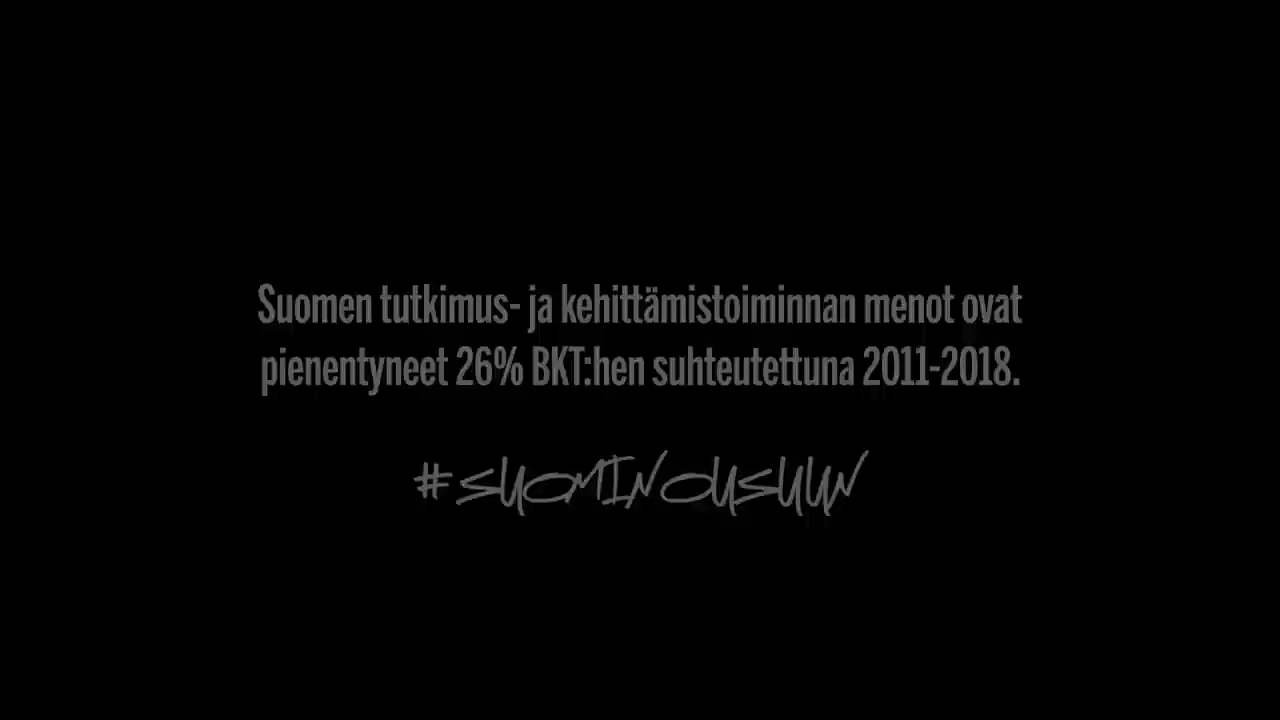 Suomen tutkimus- ja kehittämistoiminnan menot ovat
pienentyneet 26% BKT:hen suhteutettuna 2011-2018.
#SUOMINOUSUUN